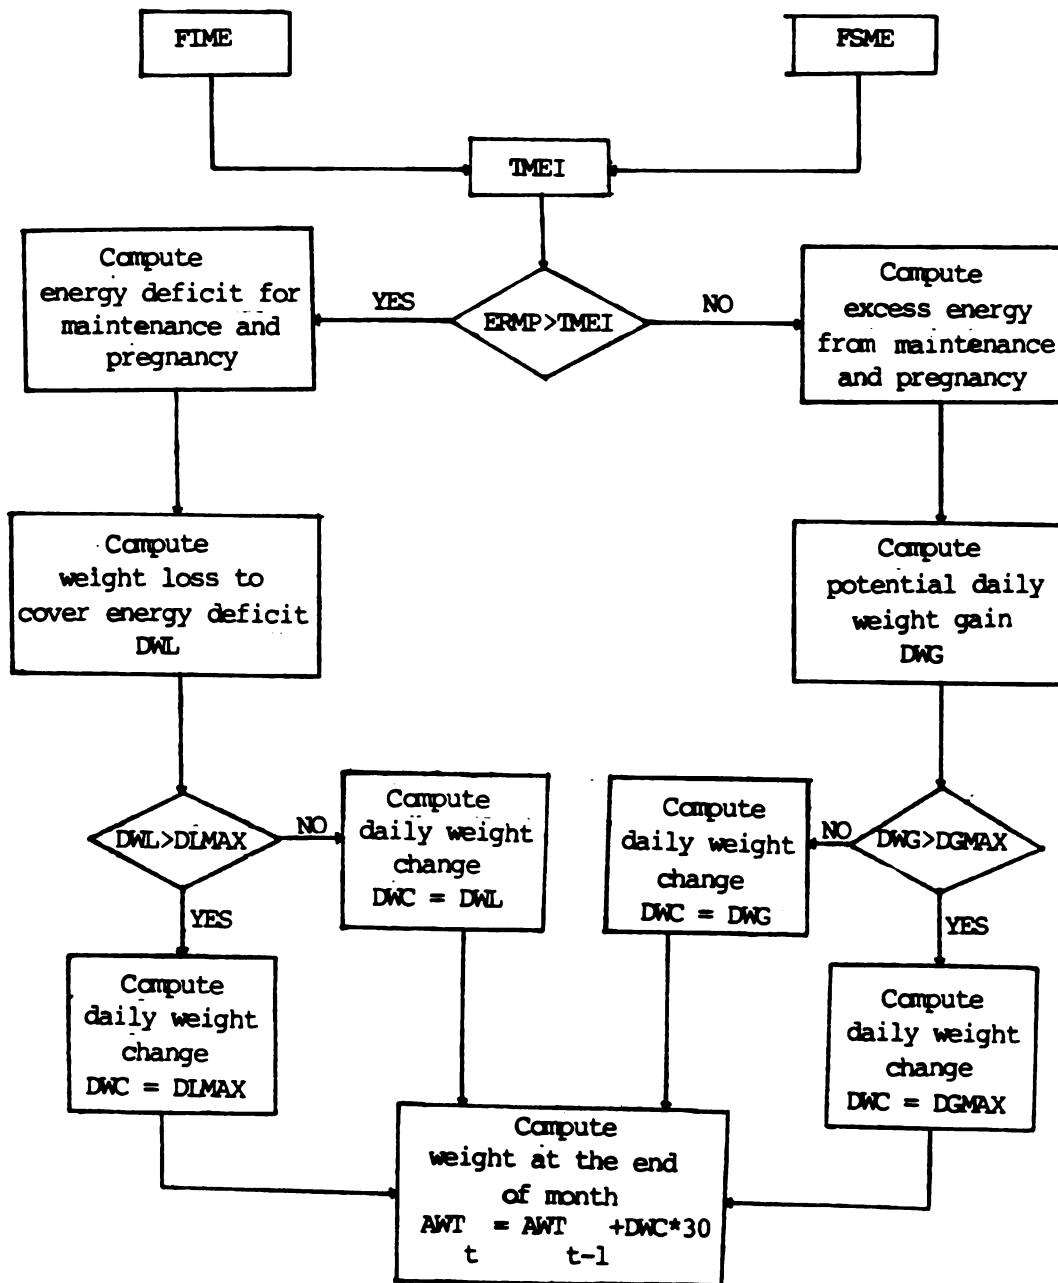 FIME
FSME
TMEI
ERMP>TMEI
YES
NO
Compute
energy deficit for
maintenance and
pregnancy
Compute
excess energy
from maintenance
and pregnancy
Compute
weight loss to
cover energy deficit
DWL
Compute
potential daily
weight gain
DWG
DWL>DLMAX
NO
YES
Compute
daily weight
change
DWC = DWL
Compute
daily weight
change
DWC = DWG
NO
DWG>DGMAX
YES
Compute
daily weight
change
DWC = DLMAX
Compute
daily weight
change
DWC = DGMAX
Compute
weight at the end
of month
AWT = AWT +DWC*30
t t-1